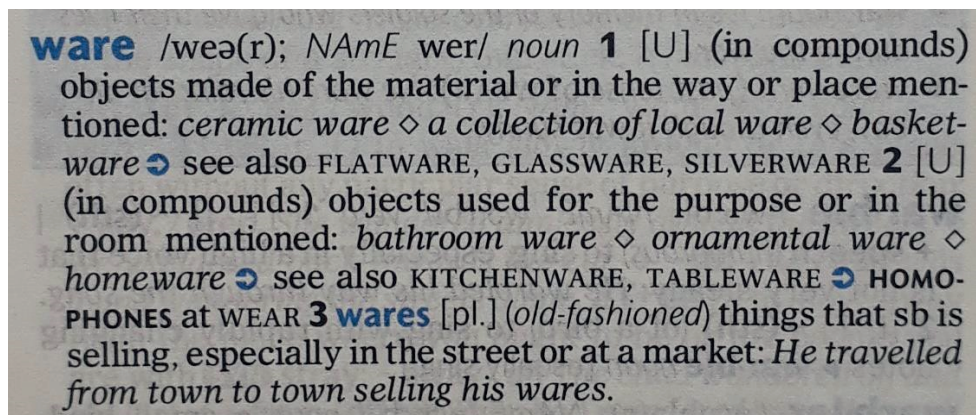 ware /weə(r); NAmE wer/ noun 1 [U] (in compounds)
objects made of the material or in the way or place men-
tioned: ceramic ware ◇ a collection of local ware ◇ basket-
ware ➲ see also FLATWARE, GLASSWARE, SILVERWARE 2 [U]
(in compounds) objects used for the purpose or in the
room mentioned: bathroom ware ◇ ornamental ware ◇
homeware ➲ see also KITCHENWARE, TABLEWARE ➲ HOMO-
PHONES at WEAR 3 wares [pl.] (old-fashioned) things that sb is
selling, especially in the street or at a market: He travelled
from town to town selling his wares.